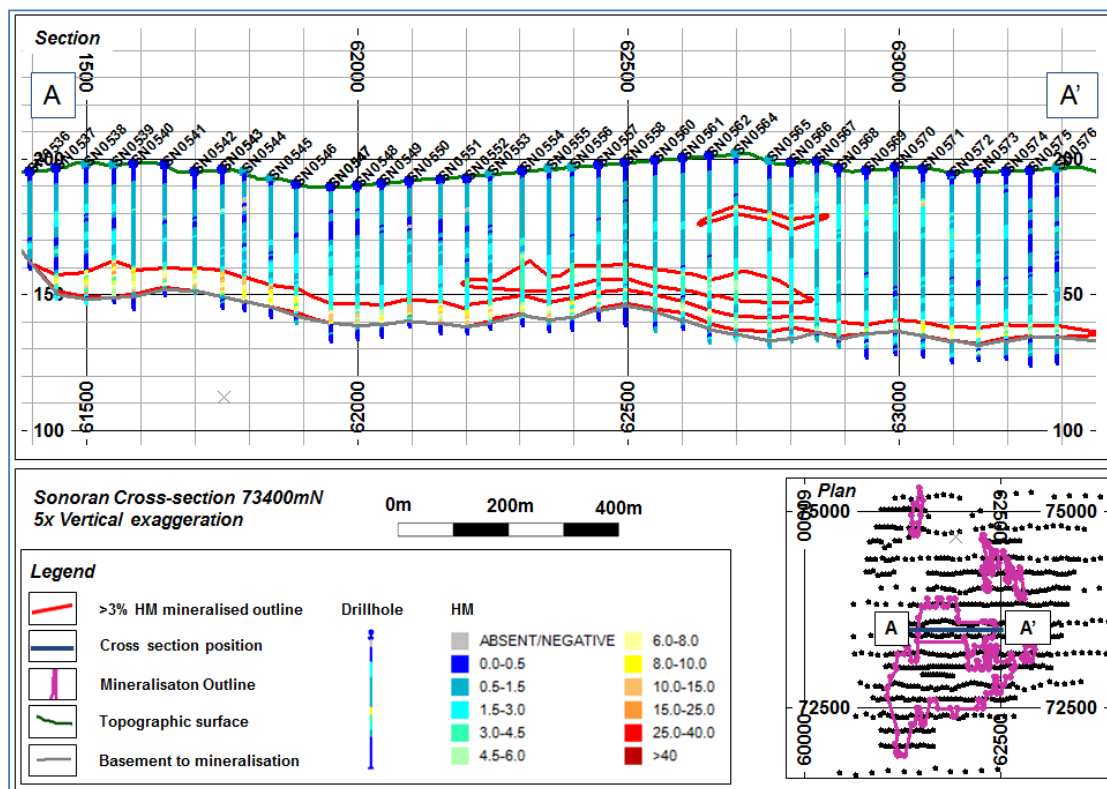 Section
A
A'
1500
62000
62500
63000
SN0537
SN0538
SN0539
SN0540
SN0541
SN0542
SN0543
SN0544
SN0545
SN0546
SN0547
SN0548
SN0549
SN0550
SN0551
SN0552
SN0553
SN0554
SN0555
SN0556
SN0557
SN0558
SN0560
SN0561
SN0562
SN0564
SN0565
SN0566
SN0567
SN0568
SN0569
SN0570
SN0571
SN0572
SN0573
SN0574
SN0575
200
150
50
100
100
61500
62000
62500
63000
Sonoran Cross-section 73400mN
5x Vertical exaggeration
0m 200m 400m
Legend
>3% HM mineralised outline
Cross section position
Mineralisaton Outline
Topographic surface
Basement to mineralisation
Drillhole
HM
ABSENT/NEGATIVE
0.0-0.5
0.5-1.5
1.5-3.0
3.0-4.5
4.5-6.0
6.0-8.0
8.0-10.0
10.0-15.0
15.0-25.0
25.0-40.0
>40
Plan
60000
62500
75000
75000
A
A'
72500
72500
60000
62500